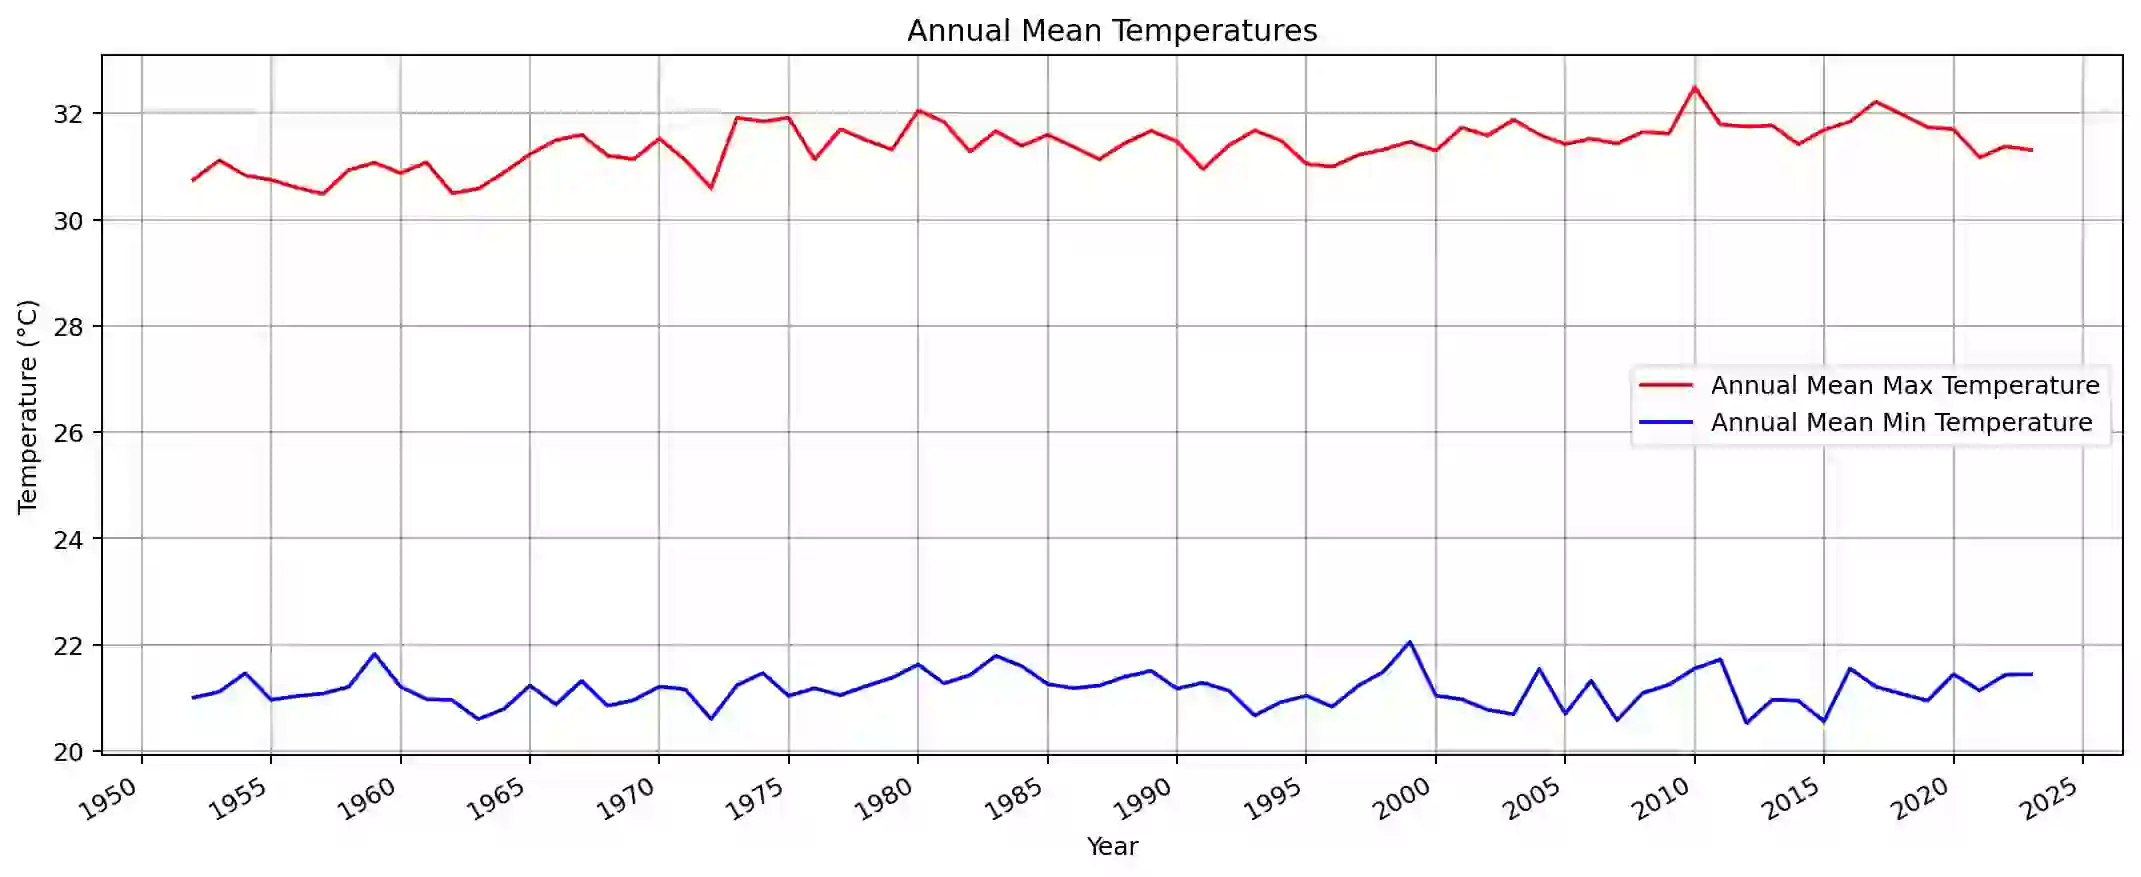 Annual Mean Temperatures
32
30
28
26
24
22
20
Temperature (°C)
Annual Mean Max Temperature
Annual Mean Min Temperature
1950 1955 1960 1965 1970 1975 1980 1985 1990 1995 2000 2005 2010 2015 2020 2025
Year